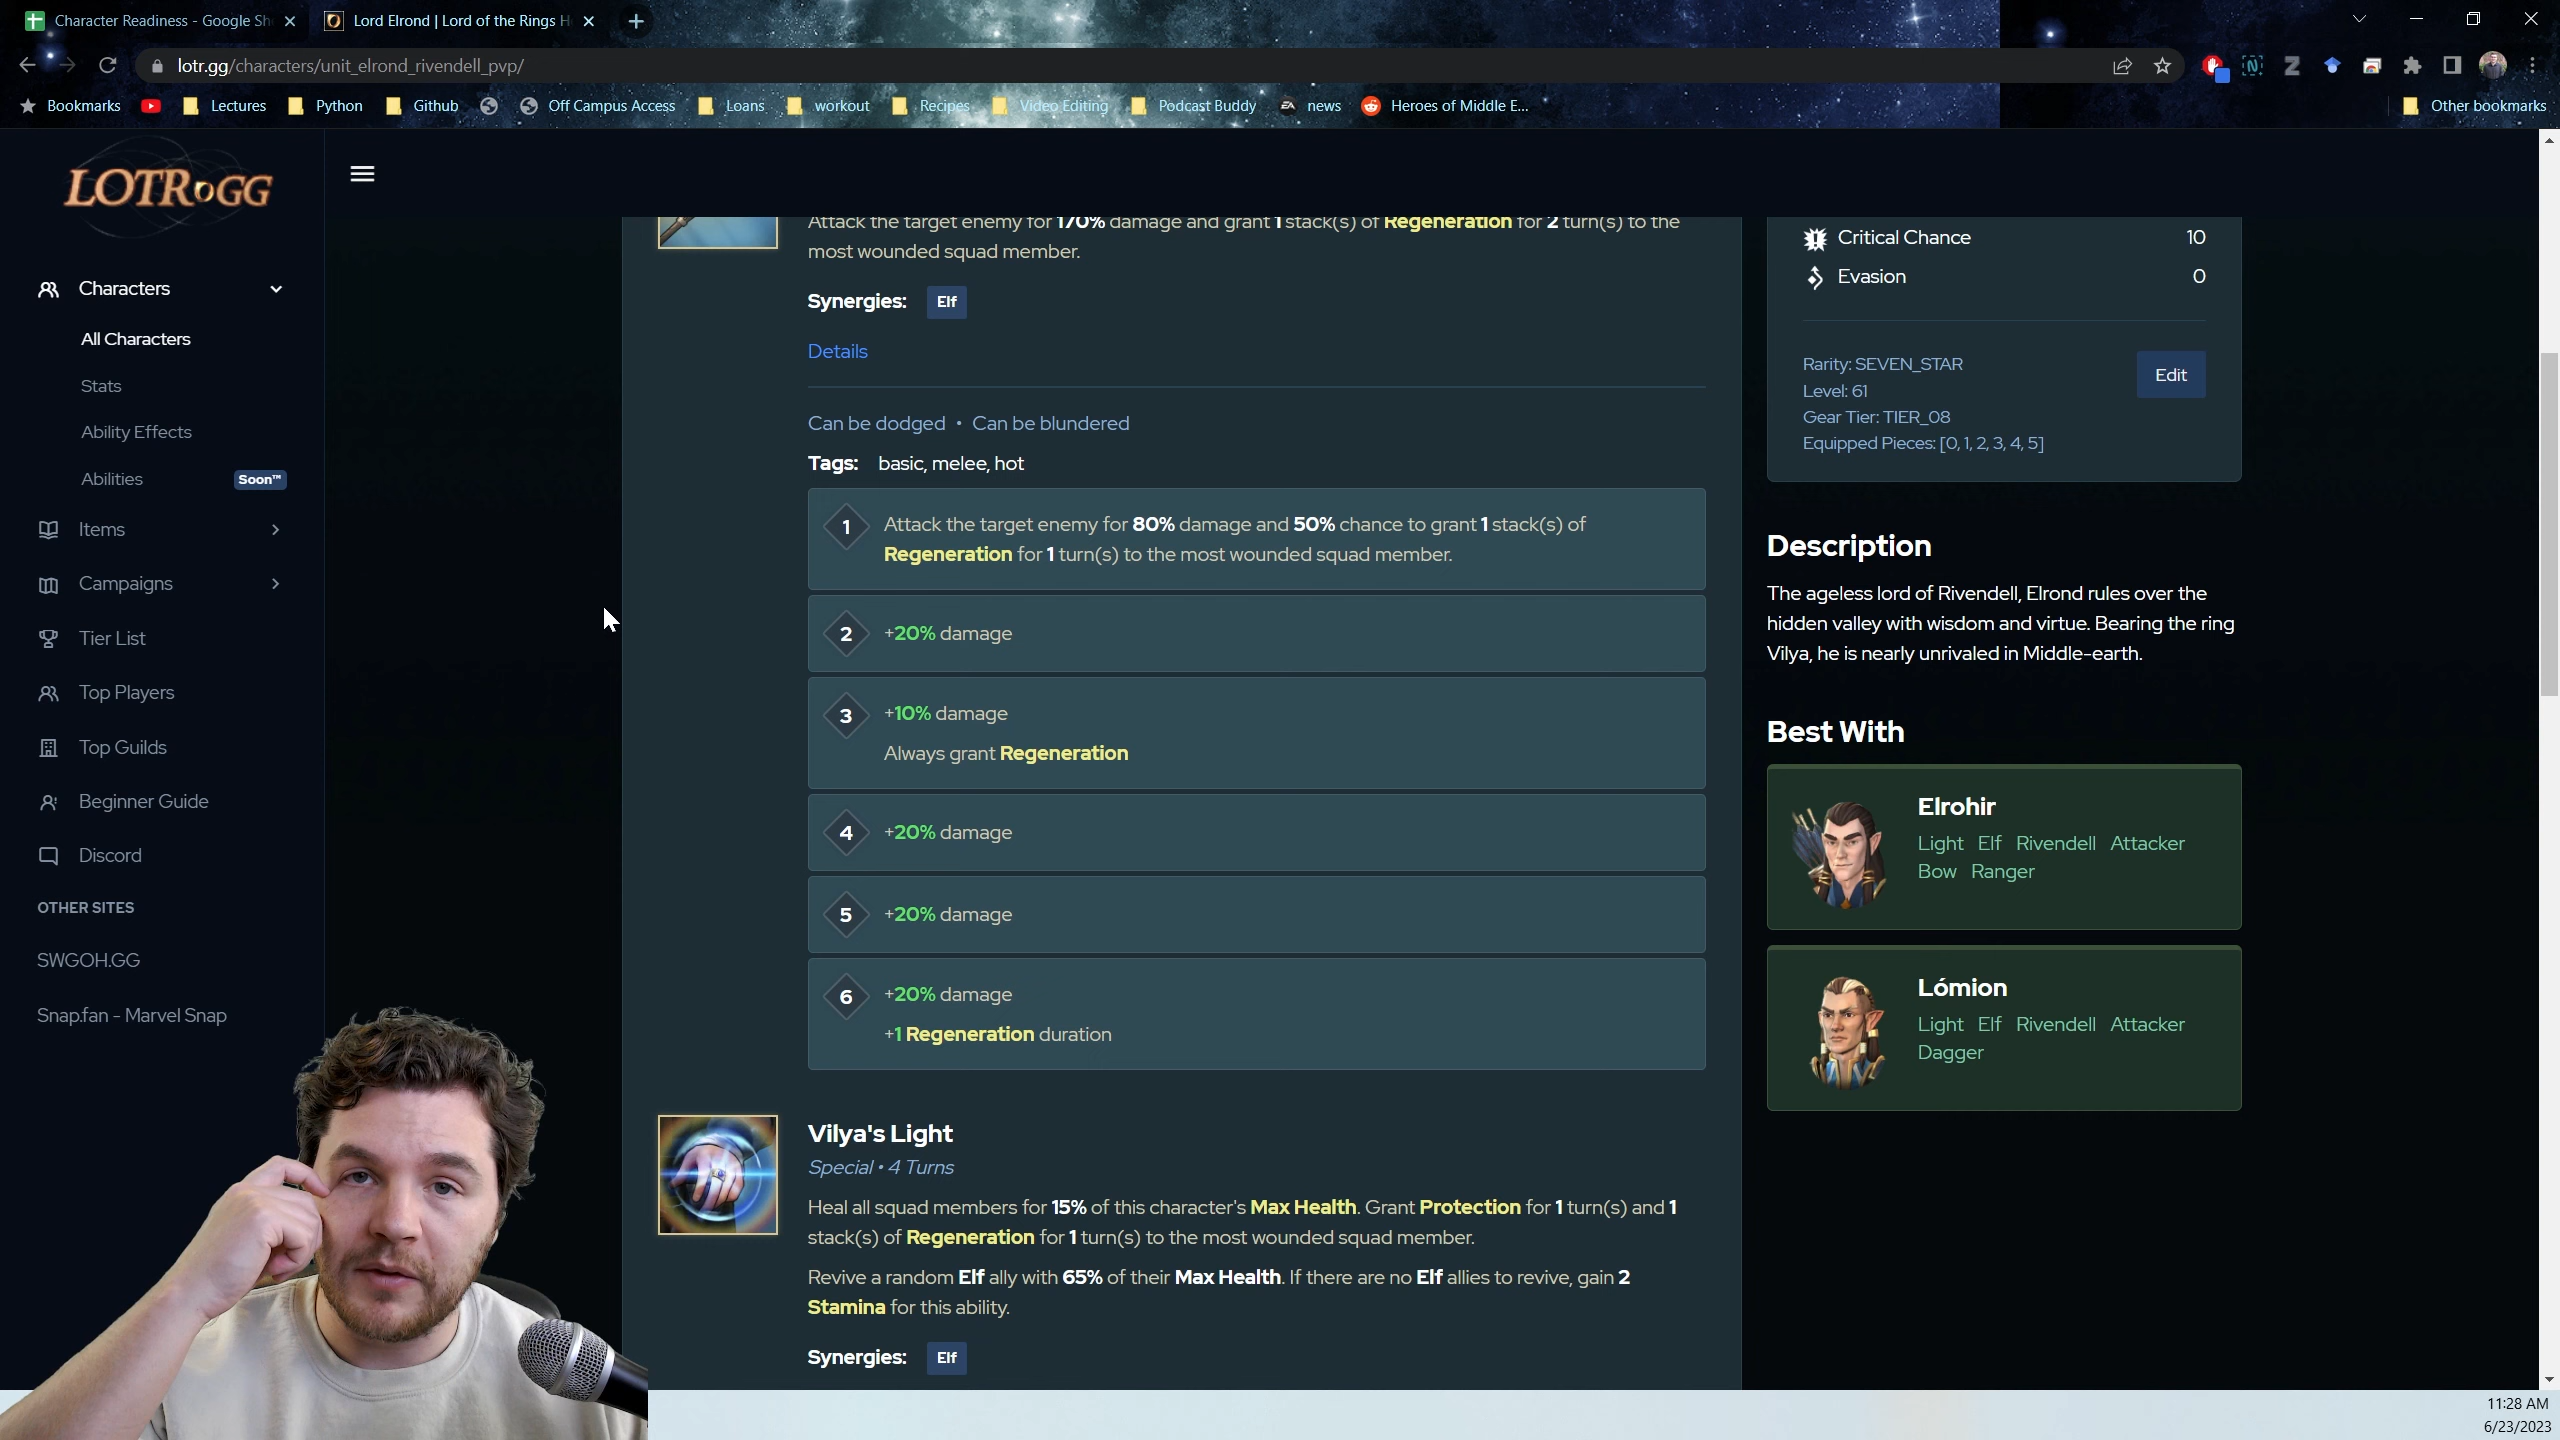 Character Readiness - Google Sh
Lord Elrond | Lord of the Rings H
lotr.gg/characters/unit_elrond_rivendell_pvp/
Bookmarks
Lectures
Python
Github
Off Campus Access
Loans
workout
Recipes
Video Editing
Podcast Buddy
news
Heroes of Middle E...
Other bookmarks
LOTR.GG
Characters
All Characters
Stats
Ability Effects
Abilities
Soon™
Items
Campaigns
Tier List
Top Players
Top Guilds
Beginner Guide
Discord
OTHER SITES
SWGOH.GG
Snap.fan - Marvel Snap
Attack the target enemy for 170% damage and grant 1 stack(s) of Regeneration for 2 turn(s) to the
most wounded squad member.
Synergies: Elf
Details
Can be dodged • Can be blundered
Tags: basic, melee, hot
1 Attack the target enemy for 80% damage and 50% chance to grant 1 stack(s) of
Regeneration for 1 turn(s) to the most wounded squad member.
2 +20% damage
3 +10% damage
Always grant Regeneration
4 +20% damage
5 +20% damage
6 +20% damage
+1 Regeneration duration
Vilya's Light
Special • 4 Turns
Heal all squad members for 15% of this character's Max Health. Grant Protection for 1 turn(s) and 1
stack(s) of Regeneration for 1 turn(s) to the most wounded squad member.
Revive a random Elf ally with 65% of their Max Health. If there are no Elf allies to revive, gain 2
Stamina for this ability.
Synergies: Elf
Critical Chance 10
Evasion 0
Rarity: SEVEN_STAR
Level: 61
Gear Tier: TIER_08
Equipped Pieces: [0, 1, 2, 3, 4, 5]
Edit
Description
The ageless lord of Rivendell, Elrond rules over the
hidden valley with wisdom and virtue. Bearing the ring
Vilya, he is nearly unrivaled in Middle-earth.
Best With
Elrohir
Light Elf Rivendell Attacker
Bow Ranger
Lómion
Light Elf Rivendell Attacker
Dagger
11:28 AM
6/23/2023